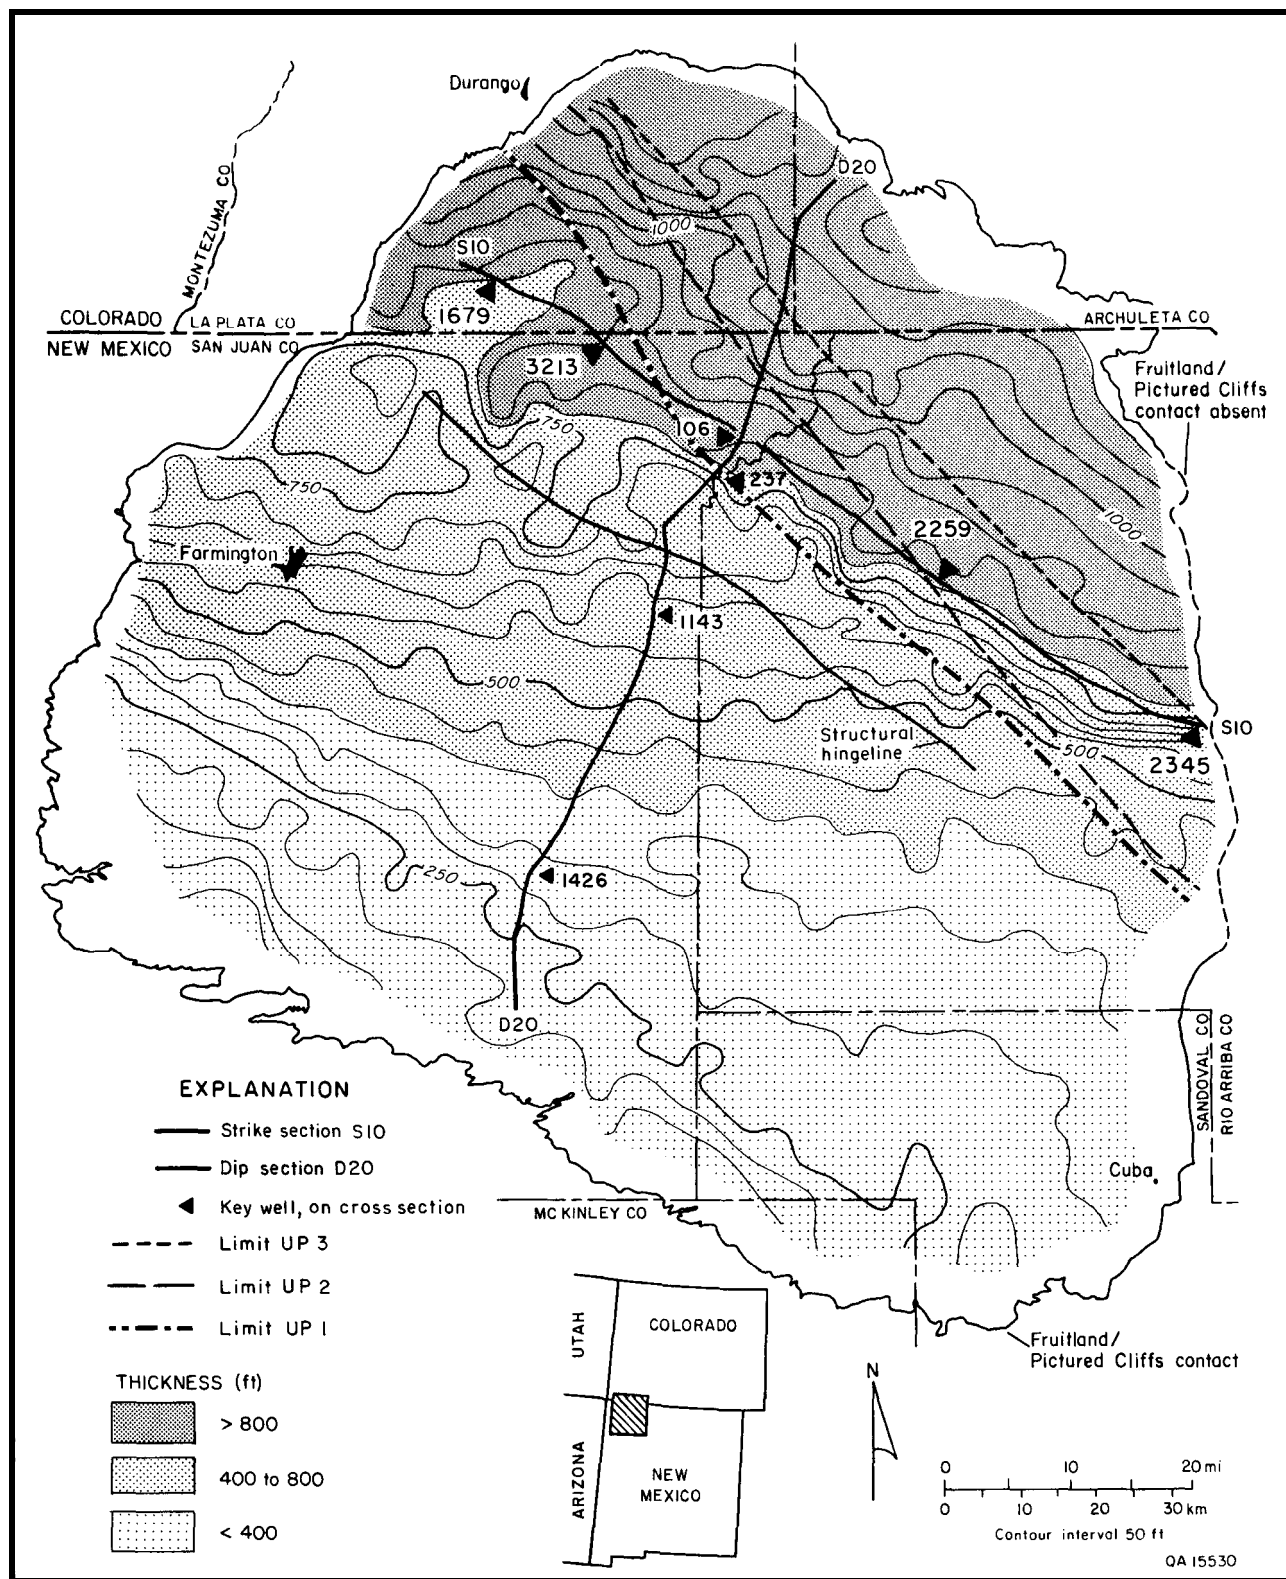 Durango
MONTEZUMA CO
D20
1000
S10
1679
COLORADO
LA PLATA CO
ARCHULETA CO
NEW MEXICO
SAN JUAN CO
3213
Fruitland/
Pictured Cliffs
contact absent
750
106
237
750
2259
1000
Farmington
1143
500
Structural
hingeline
500
S10
2345
250
1426
D20
SANDOVAL CO
RIO ARRIBA CO
Cuba
MC KINLEY CO
EXPLANATION
Strike section S10
Dip section D20
Key well, on cross section
Limit UP 3
Limit UP 2
Limit UP 1
THICKNESS (ft)
> 800
400 to 800
< 400
UTAH
COLORADO
ARIZONA
NEW
MEXICO
Fruitland/
Pictured Cliffs contact
N
0 10 20 mi
0 10 20 30 km
Contour interval 50 ft
QA 15530